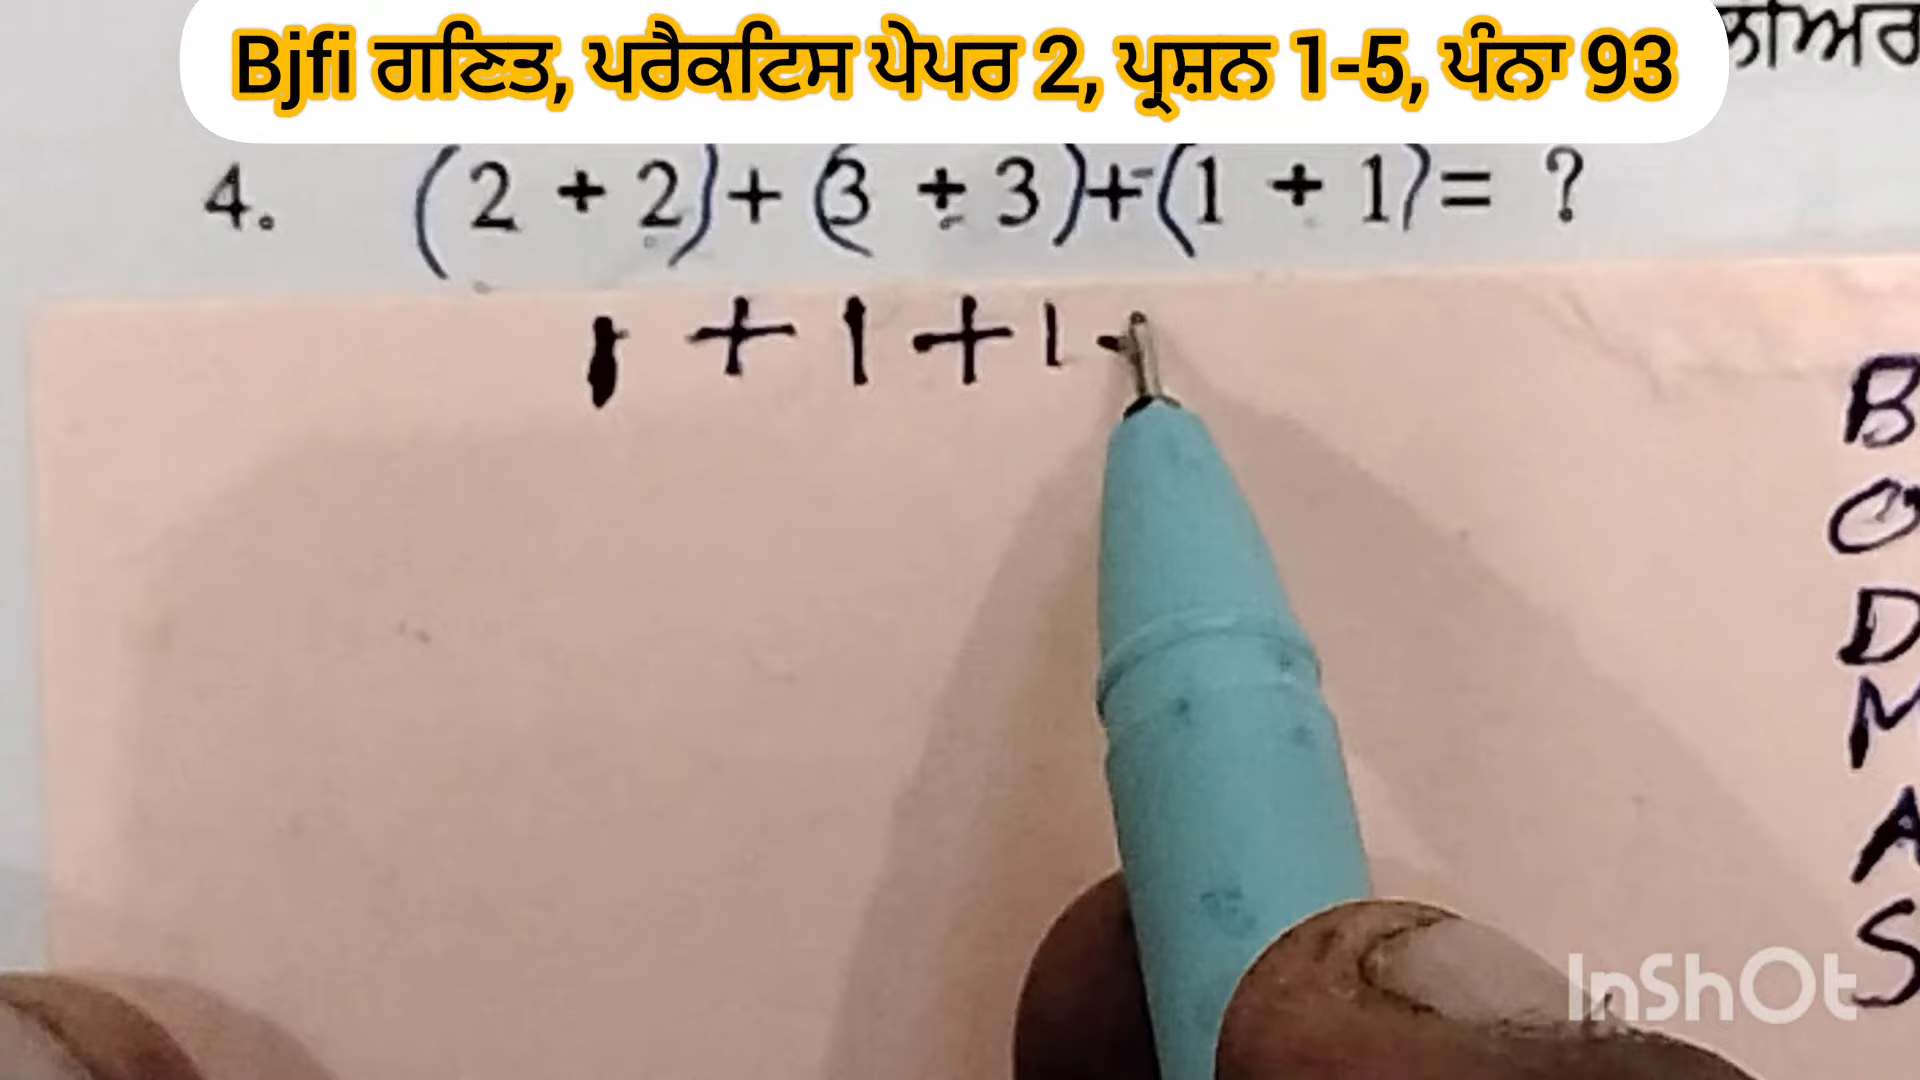 Bjfi ਗਣਿਤ, ਪਰੈਕਟਿਸ ਪੇਪਰ 2, ਪ੍ਰਸ਼ਨ 1-5, ਪੰਨਾ 93
4. (2 ÷ 2) + (3 ÷ 3) + (1 ÷ 1) = ?
1 + 1 + 1
B
O
D
M
A
S
InShOt